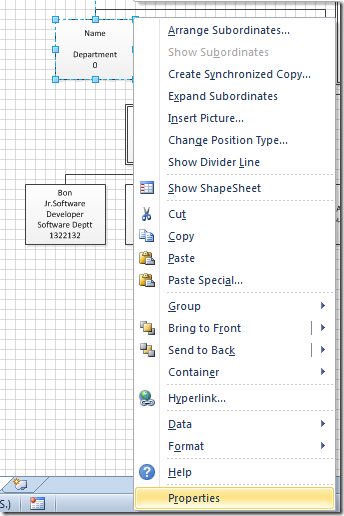 Name
Department
0
Bon
Jr.Software
Developer
Software Deptt
1322132
Arrange Subordinates...
Show Subordinates
Create Synchronized Copy...
Expand Subordinates
Insert Picture...
Change Position Type...
Show Divider Line
Show ShapeSheet
Cut
Copy
Paste
Paste Special...
Group
Bring to Front
Send to Back
Container
Hyperlink...
Data
Format
Help
Properties
S.)